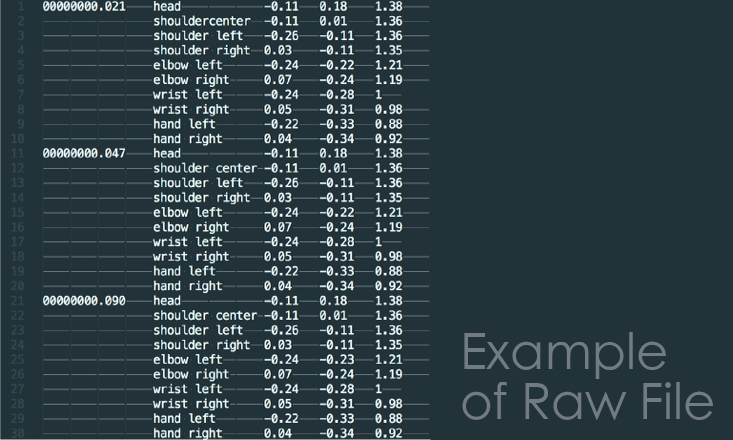 1 00000000.021 head -0.11 0.18 1.38
2 shouldercenter -0.11 0.01 1.36
3 shoulder left -0.26 -0.11 1.36
4 shoulder right 0.03 -0.11 1.35
5 elbow left -0.24 -0.22 1.21
6 elbow right 0.07 -0.24 1.19
7 wrist left -0.24 -0.28 1
8 wrist right 0.05 -0.31 0.98
9 hand left -0.22 -0.33 0.88
10 hand right 0.04 -0.34 0.92
11 00000000.047 head -0.11 0.18 1.38
12 shoulder center -0.11 0.01 1.36
13 shoulder left -0.26 -0.11 1.36
14 shoulder right 0.03 -0.11 1.35
15 elbow left -0.24 -0.22 1.21
16 elbow right 0.07 -0.24 1.19
17 wrist left -0.24 -0.28 1
18 wrist right 0.05 -0.31 0.98
19 hand left -0.22 -0.33 0.88
20 hand right 0.04 -0.34 0.92
21 00000000.090 head -0.11 0.18 1.38
22 shoulder center -0.11 0.01 1.36
23 shoulder left -0.26 -0.11 1.36
24 shoulder right 0.03 -0.11 1.35
25 elbow left -0.24 -0.23 1.21
26 elbow right 0.07 -0.24 1.19
27 wrist left -0.24 -0.28 1
28 wrist right 0.05 -0.31 0.98
29 hand left -0.22 -0.33 0.88
30 hand right 0.04 -0.34 0.92
Example
of Raw File